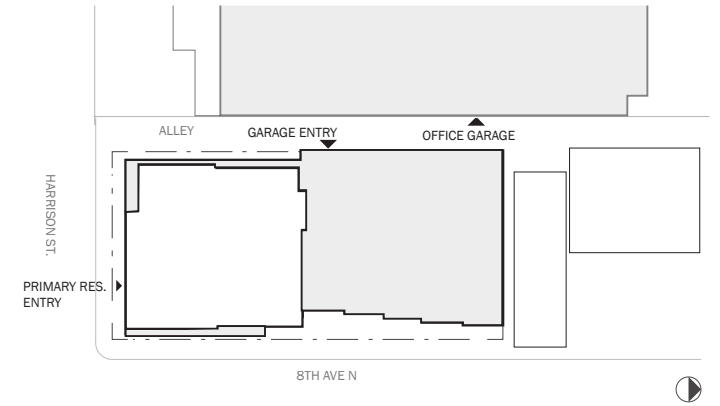 ALLEY
GARAGE ENTRY
OFFICE GARAGE
HARRISON ST.
PRIMARY RES.
ENTRY
8TH AVE N